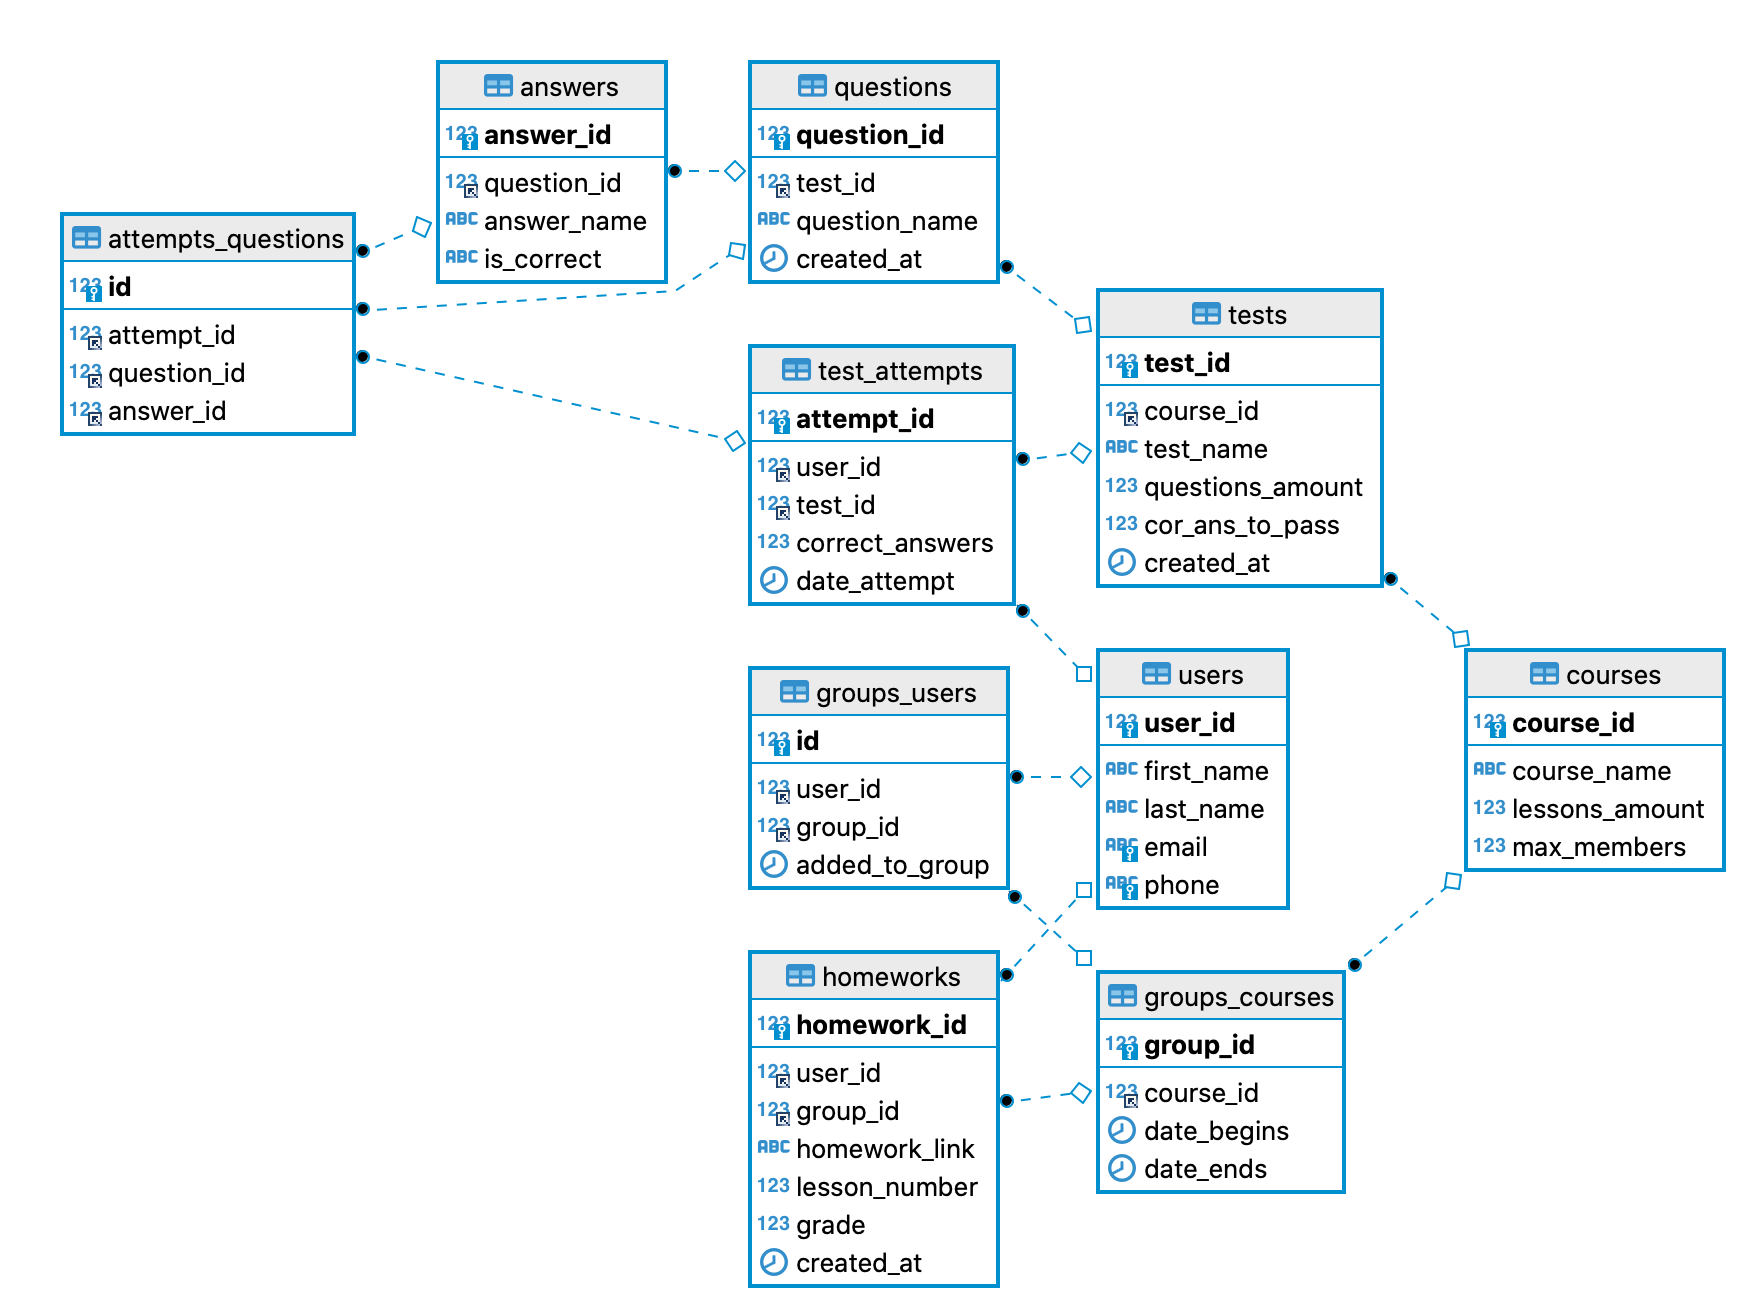 answers
123 answer_id
123 question_id
ABC answer_name
ABC is_correct
questions
123 question_id
123 test_id
ABC question_name
created_at
attempts_questions
123 id
123 attempt_id
123 question_id
123 answer_id
tests
123 test_id
123 course_id
ABC test_name
123 questions_amount
123 cor_ans_to_pass
created_at
test_attempts
123 attempt_id
123 user_id
123 test_id
123 correct_answers
date_attempt
users
123 user_id
ABC first_name
ABC last_name
ABC email
ABC phone
courses
123 course_id
ABC course_name
123 lessons_amount
123 max_members
groups_users
123 id
123 user_id
123 group_id
added_to_group
homeworks
123 homework_id
123 user_id
123 group_id
ABC homework_link
123 lesson_number
123 grade
created_at
groups_courses
123 group_id
123 course_id
date_begins
date_ends